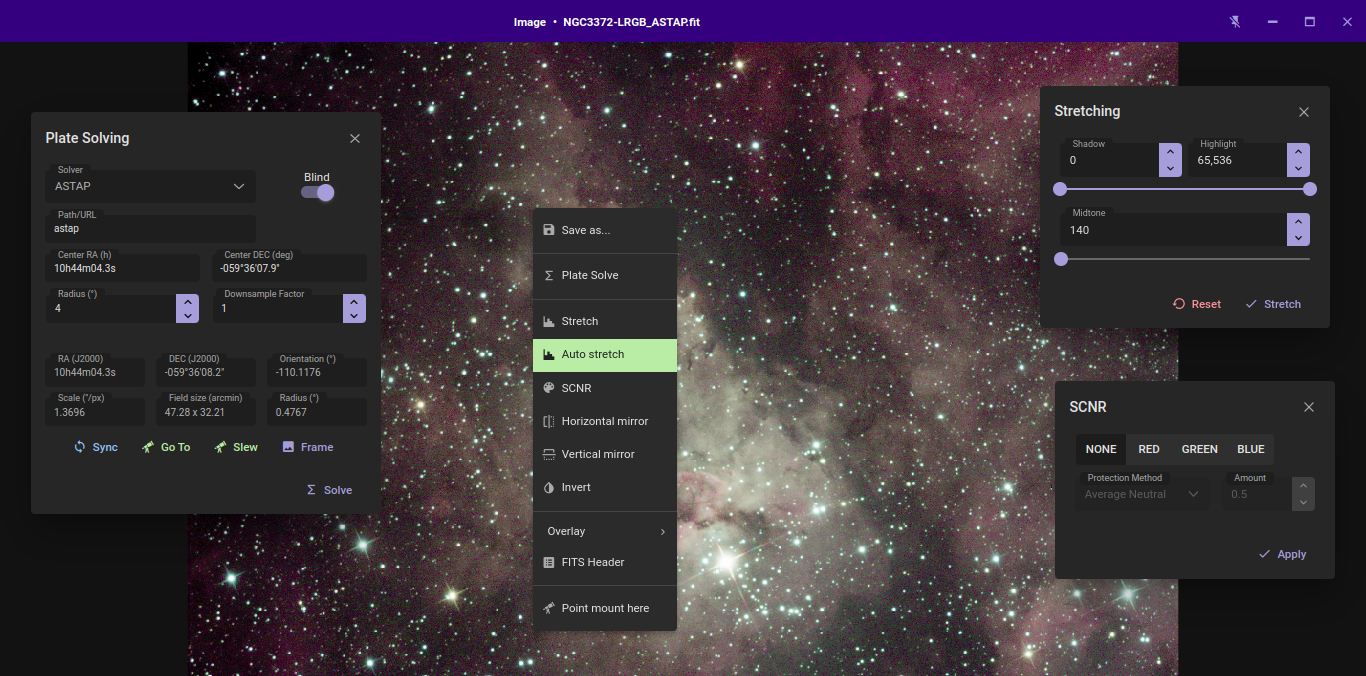 Image • NGC3372-LRGB_ASTAP.fit
Plate Solving
Solver
ASTAP
Blind
Path/URL
astap
Center RA (h)
10h44m04.3s
Center DEC (deg)
-059°36'07.9"
Radius (°)
4
Downsample Factor
1
RA (J2000)
10h44m04.3s
DEC (J2000)
-059°36'08.2"
Orientation (°)
-110.1176
Scale ("/px)
1.3696
Field size (arcmin)
47.28 x 32.21
Radius (°)
0.4767
Sync
Go To
Slew
Frame
Σ Solve
Save as...
Σ Plate Solve
Stretch
Auto stretch
SCNR
Horizontal mirror
Vertical mirror
Invert
Overlay
FITS Header
Point mount here
Stretching
Shadow
0
Highlight
65,536
Midtone
140
Reset
Stretch
SCNR
NONE RED GREEN BLUE
Protection Method
Average Neutral
Amount
0.5
Apply